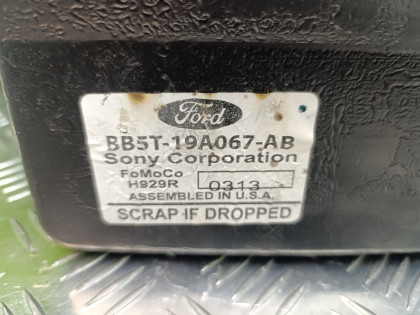 Ford
BB5T-19A067-AB
Sony Corporation
FoMoCo
H929R 0313
ASSEMBLED IN U.S.A.
SCRAP IF DROPPED